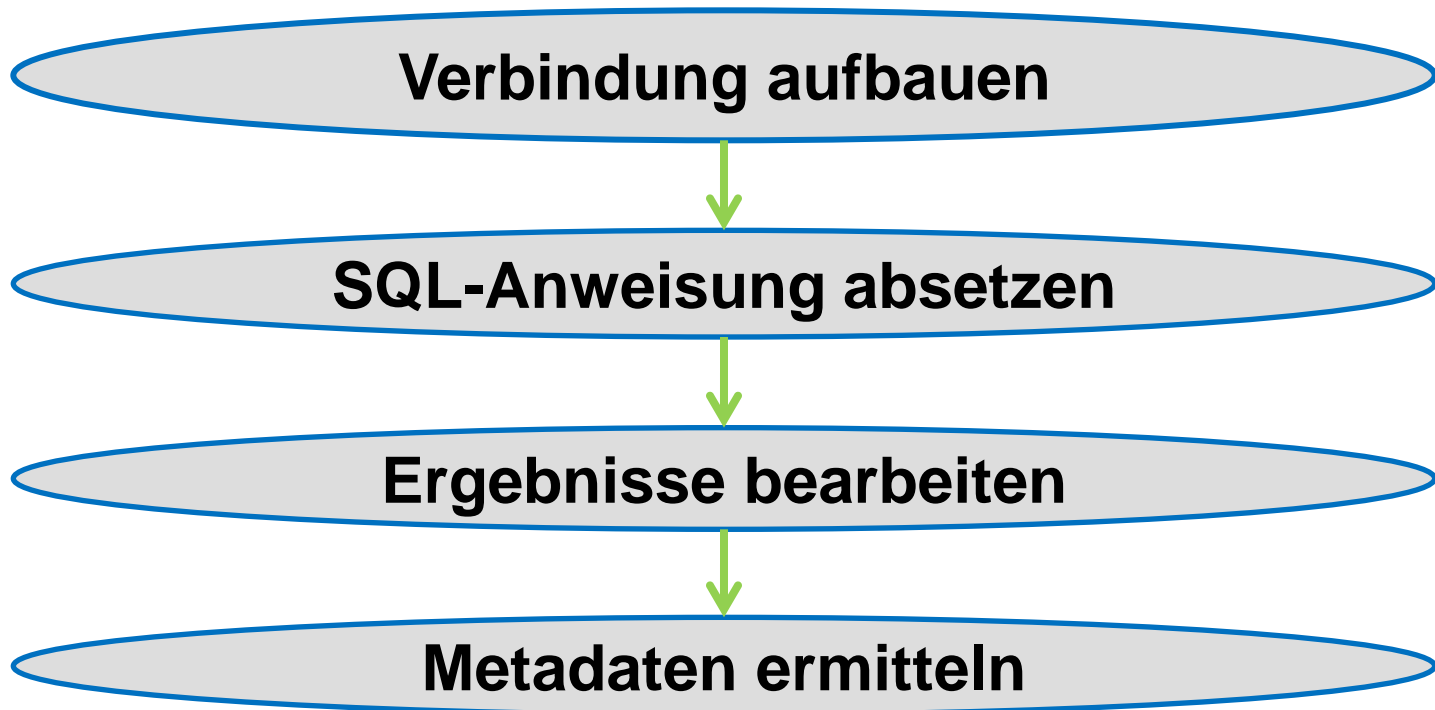 Verbindung aufbauen
SQL-Anweisung absetzen
Ergebnisse bearbeiten
Metadaten ermitteln